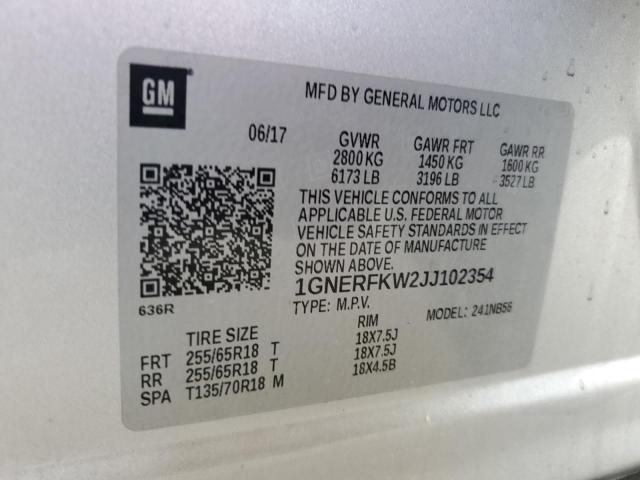 GM
MFD BY GENERAL MOTORS LLC
06/17
GVWR
2800 KG
6173 LB
GAWR FRT
1450 KG
3196 LB
GAWR RR
1600 KG
3527 LB
THIS VEHICLE CONFORMS TO ALL
APPLICABLE U.S. FEDERAL MOTOR
VEHICLE SAFETY STANDARDS IN EFFECT
ON THE DATE OF MANUFACTURE
SHOWN ABOVE.
1GNERFKW2JJ102354
TYPE: M.P.V.
MODEL: 241NB56
636R
TIRE SIZE
RIM
FRT 255/65R18 T 18X7.5J
RR 255/65R18 T 18X7.5J
SPA T135/70R18 M 18X4.5B